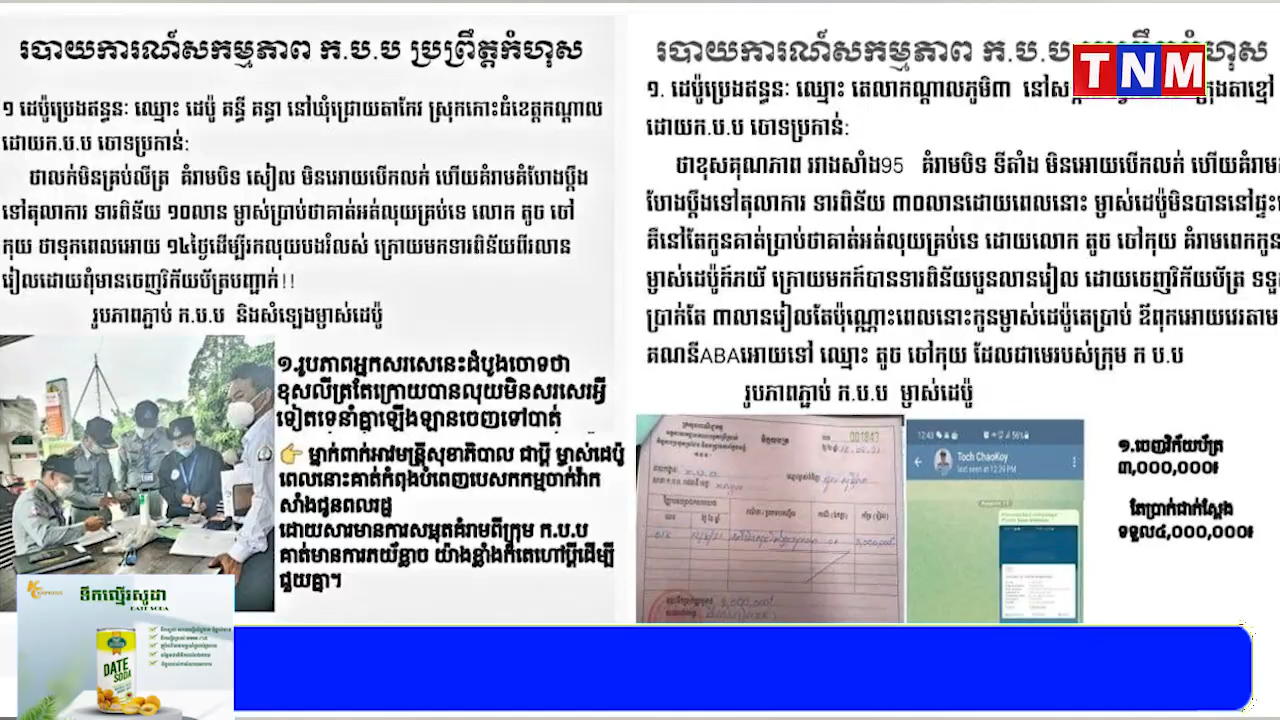 របាយការណ៍សកម្មភាព ក.ប.ប ប្រព្រឹត្តកំហុស
១ ដេប៉ូប្រេងឥន្ធនៈ ឈ្មោះ ដេប៉ូ គន្ធី គន្ធា នៅឃុំជ្រោយតាកែវ ស្រុកកោះធំខេត្តកណ្តាល
ដោយក.ប.ប ចោទប្រកាន់:
ថាលក់មិនគ្រប់លីត្រ គំរាមបិទ សៀល មិនអោយបើកលក់ ហើយគំរាមគំហែងប្តឹង
ទៅតុលាការ ទារពិន័យ ១០លាន ម្ចាស់ប្រាប់ថាគាត់អត់លុយគ្រប់ទេ លោក តូច ចៅ
កុយ ថាទុកពេលអោយ ១៤ថ្ងៃដើម្បីរកលុយបងរំលស់ ក្រោយមកទារពិន័យពីរលាន
រៀលដោយពុំមានចេញវិក័យប័ត្របញ្ជាក់!!
រូបភាពភ្ជាប់ ក.ប.ប និងសំឡេងម្ចាស់ដេប៉ូ
១.រូបភាពអ្នកសរសេនេះដំបូងចោទថា
ខុសលីត្រតែក្រោយបានលុយមិនសរសេរអ្វី
ទៀតទេនាំគ្នាឡើងឡានចេញទៅបាត់
👉 ម្នាក់ពាក់អាវមន្ត្រីសុខាភិបាល ជាប្តី ម្ចាស់ដេប៉ូ
ពេលនោះគាត់កំពុងបំពេញបេសកកម្មចាក់វ៉ាក់
សាំងជូនពលរដ្ឋ
ដោយមានការសម្លុតគំរាមពីក្រុម ក.ប.ប
គាត់មានការភយ័ខ្លាច យ៉ាងខ្លាំងក៏តេហៅប្តីដើម្បី
ជួយគ្នា។
របាយការណ៍សកម្មភាព ក.ប.ប
TNM
១. ដេប៉ូប្រេងឥន្ធនៈ ឈ្មោះ តេលាកណ្តាលភូមិ៣ នៅ
ដោយក.ប.ប ចោទប្រកាន់:
ថាខុសគុណភាព រវាងសាំង95 គំរាមបិទ ទីតាំង មិនអោយបើកលក់ ហើយគំរាមគំ
ហែងប្តឹងទៅតុលាការ ទារពិន័យ ៣០លានដោយពេលនោះ ម្ចាស់ដេប៉ូមិនបាននៅផ្ទះ
គឺនៅតែកូនគាត់ប្រាប់ថាគាត់អត់លុយគ្រប់ទេ ដោយលោក តូច ចៅកុយ គំរាមពេកកូន
ម្ចាស់ដេប៉ូក៍ភយ័ ក្រោយមកក៏បានទារពិន័យបួនលានរៀល ដោយចេញវិក័យប័ត្រ ទទួល
ប្រាក់តែ ៣លានរៀលតែប៉ុណ្ណោះពេលនោះកូនម្ចាស់ដេប៉ូតេប្រាប់ ឪពុកអោយវេរតាម
គណនីABAអោយទៅ ឈ្មោះ តូច ចៅកុយ ដែលជាមេរបស់ក្រុម ក ប.ប
រូបភាពភ្ជាប់ ក.ប.ប ម្ចាស់ដេប៉ូ
001843
12:43
56%
Toch ChaoKoy
last seen at 12:29 PM
១.ចេញវិក័យប័ត្រ
៣,០០០,០០០៛
តែប្រាក់ជាក់ស្តែង
ទទួល៤,០០០,០០០៛
ទឹកល្មើរសូដា
DATE SODA
DATE
SODA